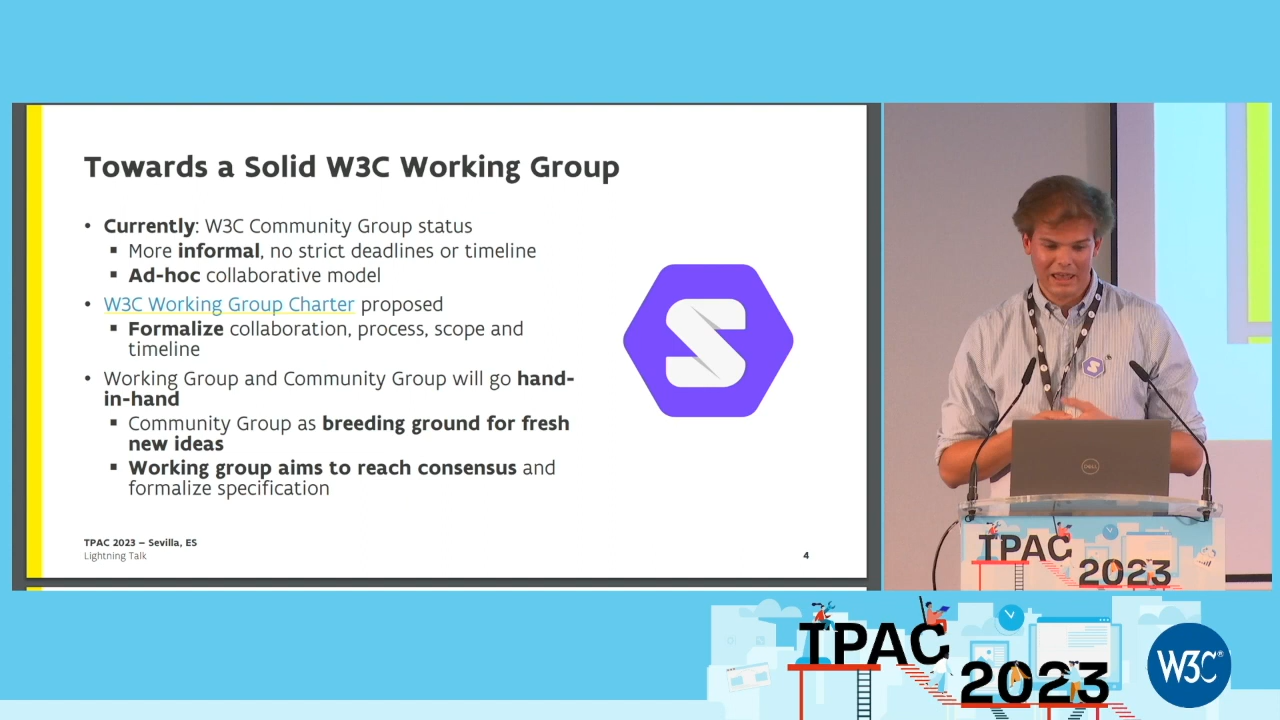 Towards a Solid W3C Working Group
• Currently: W3C Community Group status
▪ More informal, no strict deadlines or timeline
▪ Ad-hoc collaborative model
• W3C Working Group Charter proposed
▪ Formalize collaboration, process, scope and
timeline
• Working Group and Community Group will go hand-
in-hand
▪ Community Group as breeding ground for fresh
new ideas
▪ Working group aims to reach consensus and
formalize specification
TPAC 2023 – Sevilla, ES
Lightning Talk
4
S
DELL
TPAC
2023
TPAC
2023
W3C®